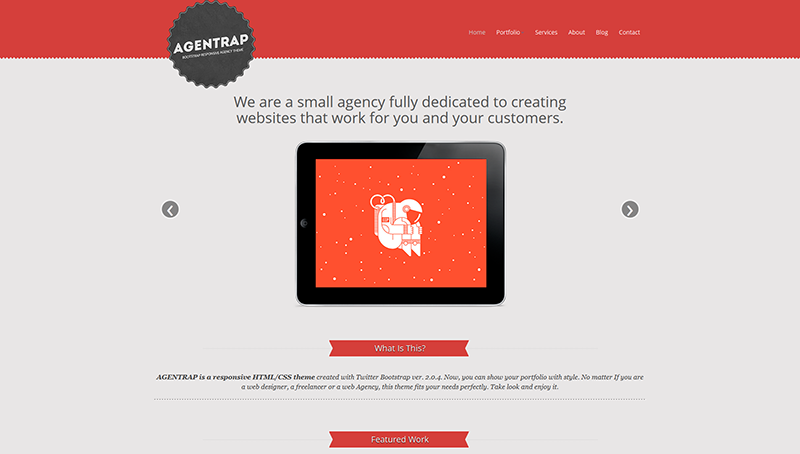 AGENTRAP
BOOTSTRAP RESPONSIVE AGENCY THEME
Home Portfolio Services About Blog Contact
We are a small agency fully dedicated to creating
websites that work for you and your customers.
What Is This?
AGENTRAP is a responsive HTML/CSS theme created with Twitter Bootstrap ver. 2.0.4. Now, you can show your portfolio with style. No matter If you are
a web designer, a freelancer or a web Agency, this theme fits your needs perfectly. Take look and enjoy it.
Featured Work